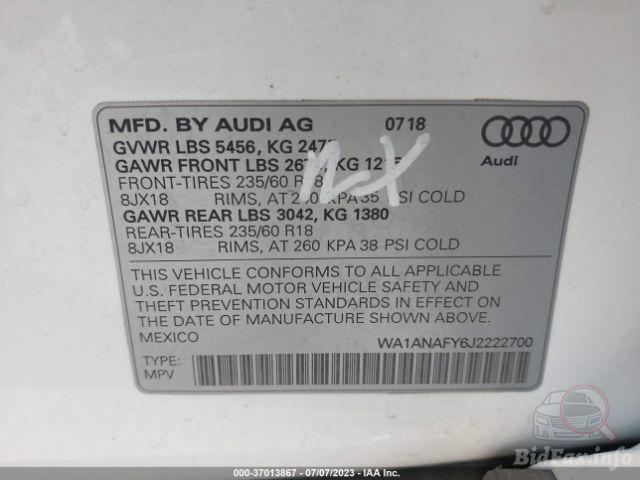 MFD. BY AUDI AG 0718
GVWR LBS 5456, KG
GAWR FRONT LBS KG
FRONT-TIRES 235/60 R18
8JX18 RIMS, AT KPA 35 PSI COLD
GAWR REAR LBS 3042, KG 1380
REAR-TIRES 235/60 R18
8JX18 RIMS, AT 260 KPA 38 PSI COLD
Audi
THIS VEHICLE CONFORMS TO ALL APPLICABLE
U.S. FEDERAL MOTOR VEHICLE SAFETY AND
THEFT PREVENTION STANDARDS IN EFFECT ON
THE DATE OF MANUFACTURE SHOWN ABOVE.
MEXICO WA1ANAFY6J2222700
TYPE:
MPV
BidFax.info
000-37013867 - 07/07/2023 - IAA Inc.